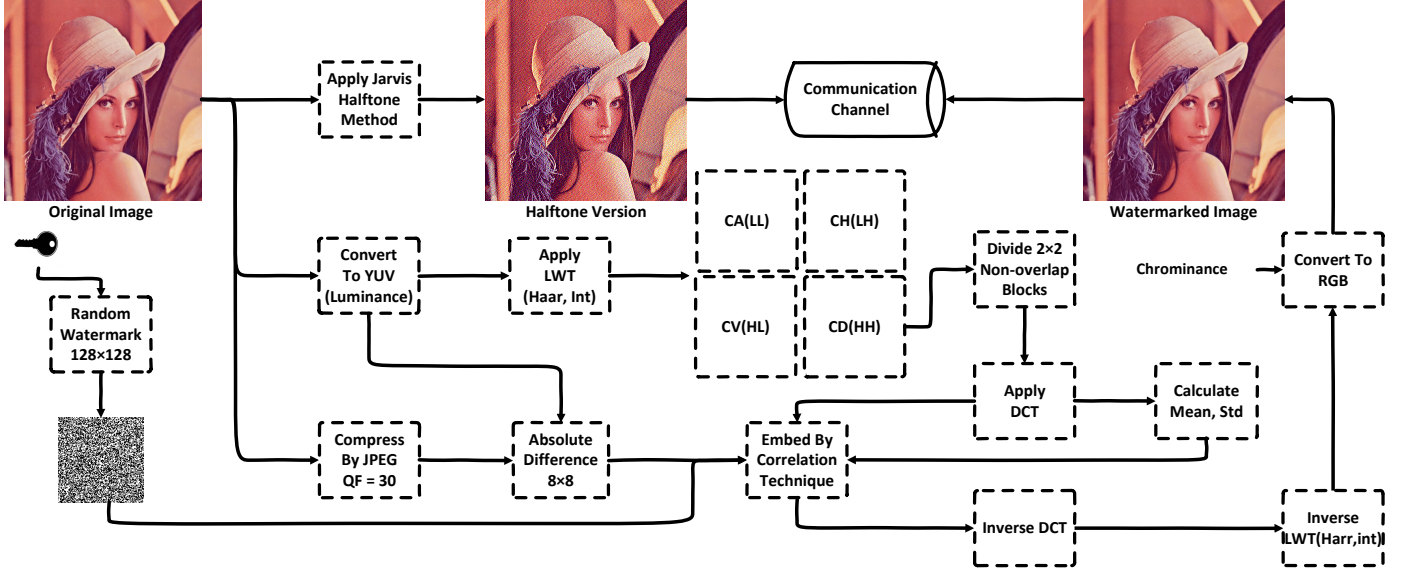 Apply Jarvis
Halftone
Method
Communication
Channel
Original Image
Halftone Version
Watermarked Image
CA(LL)
CH(LH)
CV(HL)
CD(HH)
Convert
To YUV
(Luminance)
Apply
LWT
(Haar, Int)
Divide 2×2
Non-overlap
Blocks
Chrominance
Convert To
RGB
Random
Watermark
128×128
Apply
DCT
Calculate
Mean, Std
Compress
By JPEG
QF = 30
Absolute
Difference
8×8
Embed By
Correlation
Technique
Inverse DCT
Inverse
LWT(Harr,int)